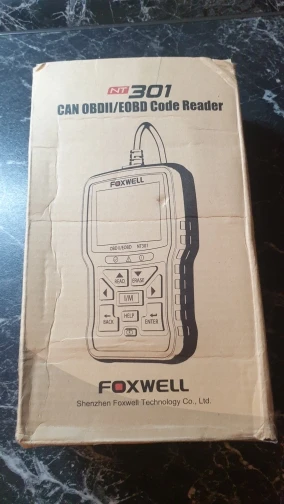 NT301
CAN OBDII/EOBD Code Reader
FOXWELL
OBDII/EOBD NT301
READ ERASE
I/M
BACK HELP ENTER
FOXWELL
Shenzhen Foxwell Technology Co., Ltd.